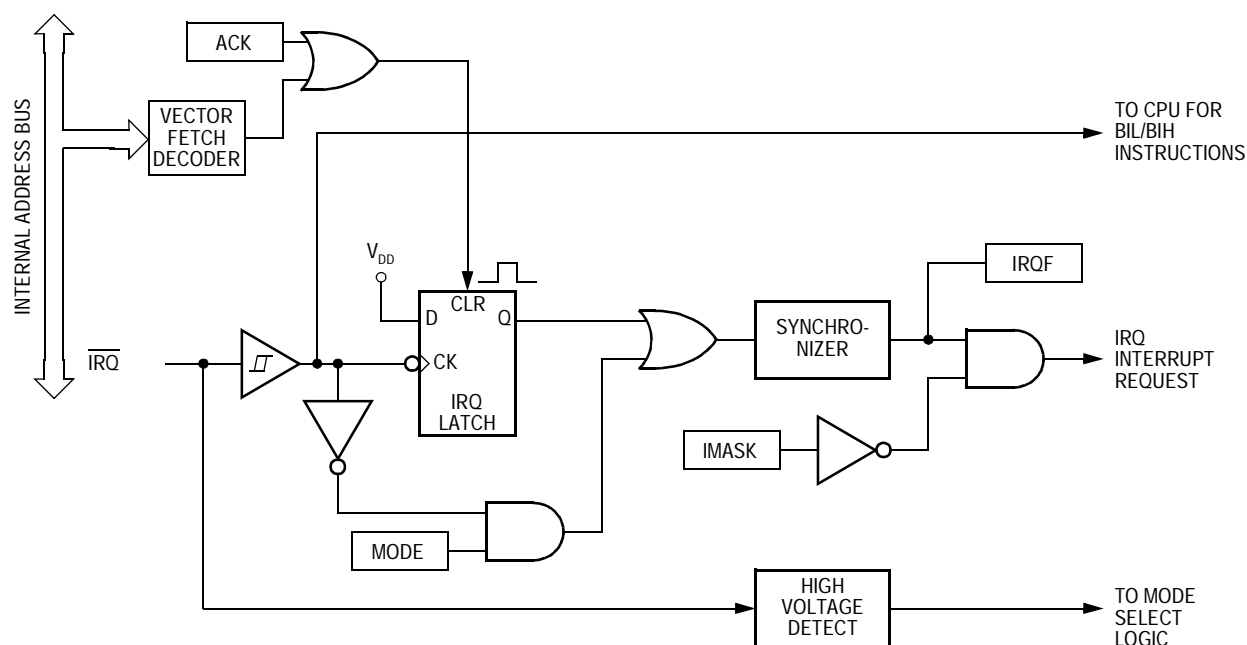 ACK
INTERNAL ADDRESS BUS
VECTOR
FETCH
DECODER
TO CPU FOR
BIL/BIH
INSTRUCTIONS
VDD
CLR
D
Q
CK
IRQ
LATCH
IRQ
SYNCHRO-
NIZER
IRQF
IRQ
INTERRUPT
REQUEST
IMASK
MODE
HIGH
VOLTAGE
DETECT
TO MODE
SELECT
LOGIC